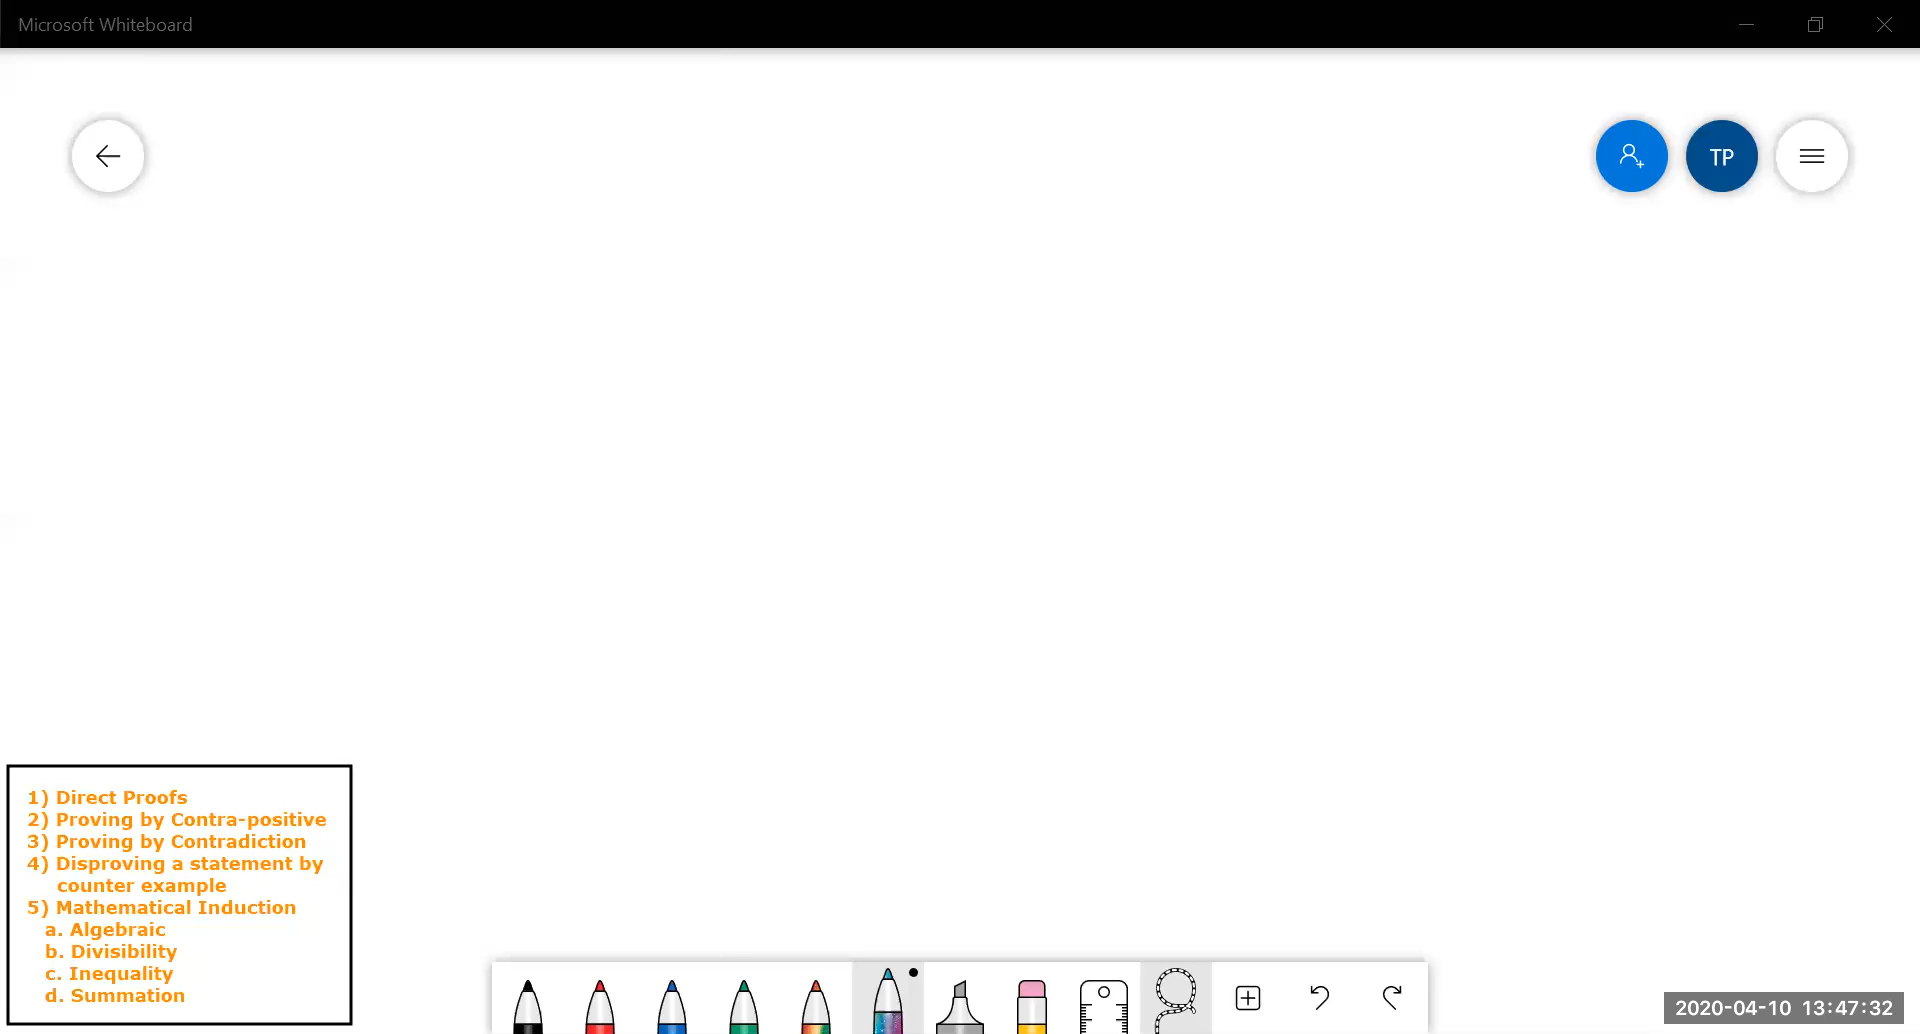 Microsoft Whiteboard
TP
1) Direct Proofs
2) Proving by Contra-positive
3) Proving by Contradiction
4) Disproving a statement by
counter example
5) Mathematical Induction
a. Algebraic
b. Divisibility
c. Inequality
d. Summation
2020-04-10 13:47:32